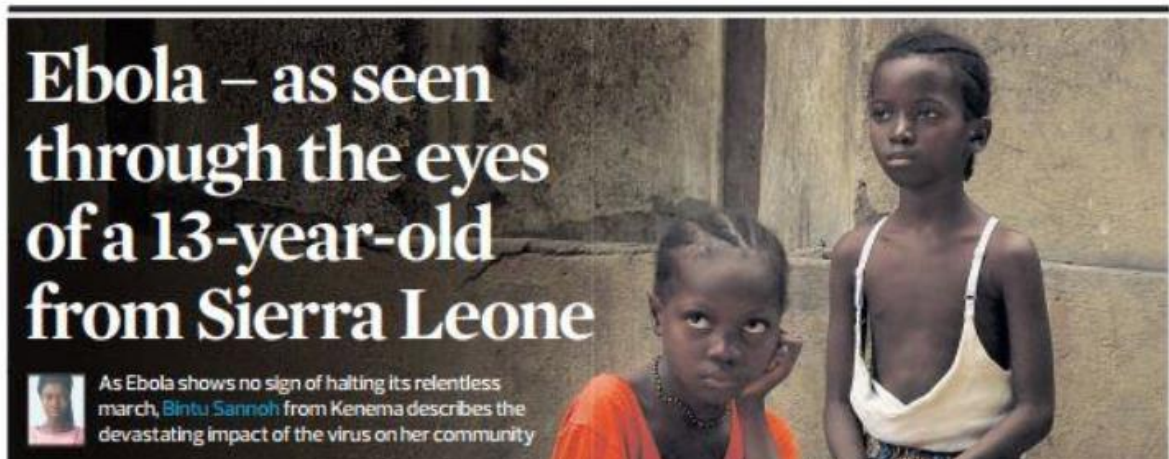 Ebola – as seen
through the eyes
of a 13-year-old
from Sierra Leone
As Ebola shows no sign of halting its relentless
march, Bintu Sannoh from Kenema describes the
devastating impact of the virus on her community